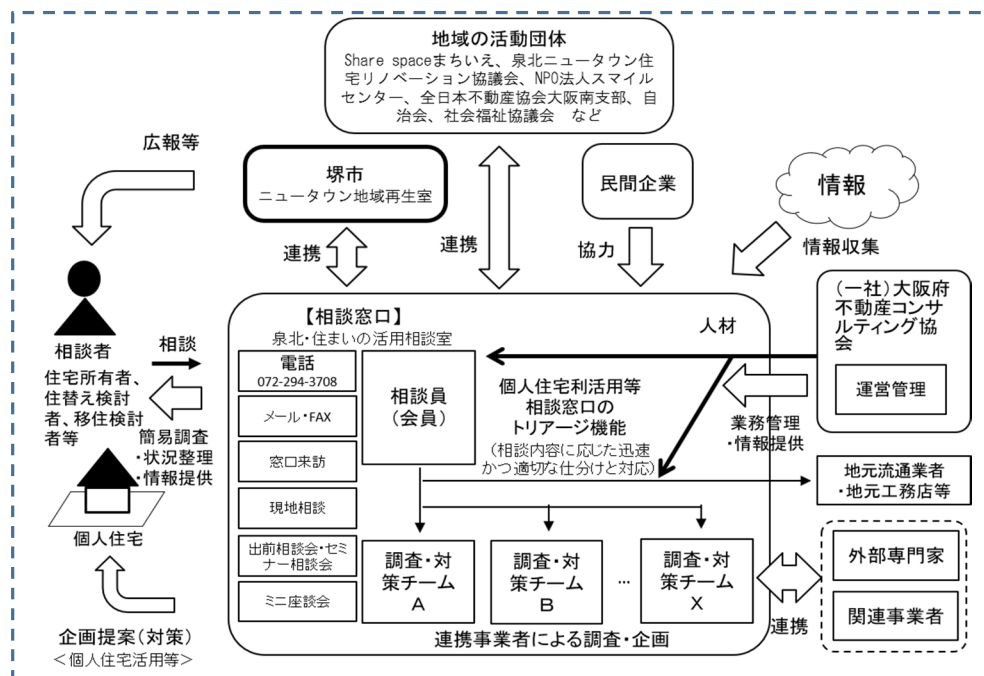 地域の活動団体
Share spaceまちいえ、泉北ニュータウン住
宅リノベーション協議会、NPO法人スマイル
センター、全日本不動産協会大阪南支部、自
治会、社会福祉協議会　など
広報等
堺市
ニュータウン地域再生室
民間企業
情報
連携
連携
協力
情報収集
相談者
住宅所有者、
住替え検討
者、移住検討
者等
相談
簡易調査
・状況整理
・情報提供
個人住宅
企画提案(対策)
＜個人住宅活用等＞
【相談窓口】
泉北・住まいの活用相談室
電話
072-294-3708
メール・FAX
窓口来訪
現地相談
出前相談会・セミ
ナー相談会
ミニ座談会
相談員
(会員)
人材
個人住宅利活用等
相談窓口の
トリアージ機能
(相談内容に応じた迅速
かつ適切な仕分けと対応)
調査・対
策チーム
A
調査・対
策チーム
B
…
調査・対
策チーム
X
連携事業者による調査・企画
(一社)大阪府
不動産コンサ
ルティング協
会
運営管理
業務管理
・情報提供
地元流通業者
・地元工務店等
外部専門家
関連事業者
連携